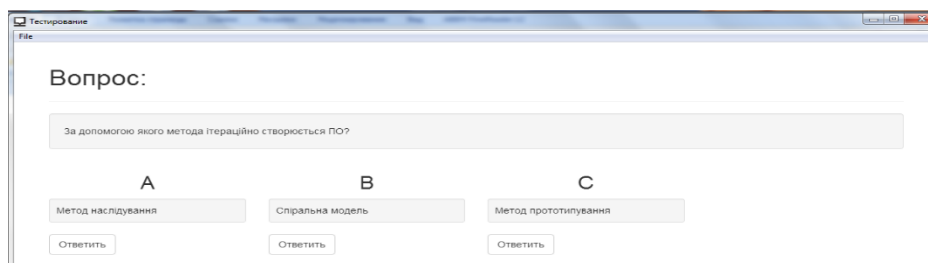 Тестирование
File
Вопрос:
За допомогою якого метода ітераційно створюється ПО?
A B C
Метод наслідування Спіральна модель Метод прототипування
Ответить Ответить Ответить